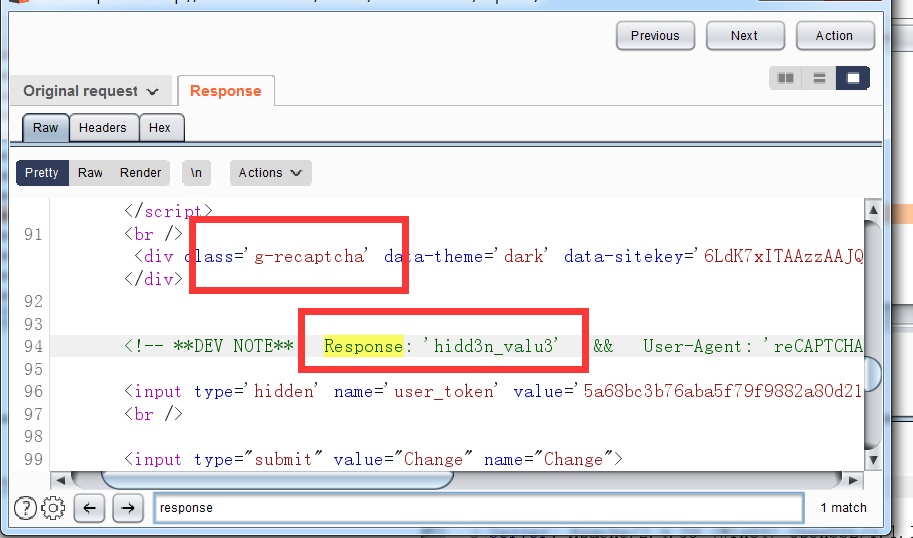 Previous Next Action
Original request Response
Raw Headers Hex
Pretty Raw Render \n Actions
</script>
91 <br />
<div class='g-recaptcha' data-theme='dark' data-sitekey='6LdK7xITAAzzAAJQ
</div>
92
93
94 <!-- **DEV NOTE** Response: 'hidd3n_valu3' && User-Agent: 'reCAPTCHA
95
96 <input type='hidden' name='user_token' value='5a68bc3b76aba5f79f9882a80d21
97 <br />
98
99 <input type="submit" value="Change" name="Change">
response 1 match